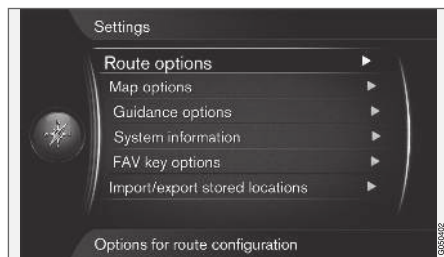 Settings
Route options
Map options
Guidance options
System information
FAV key options
Import/export stored locations
Options for route configuration
G050402